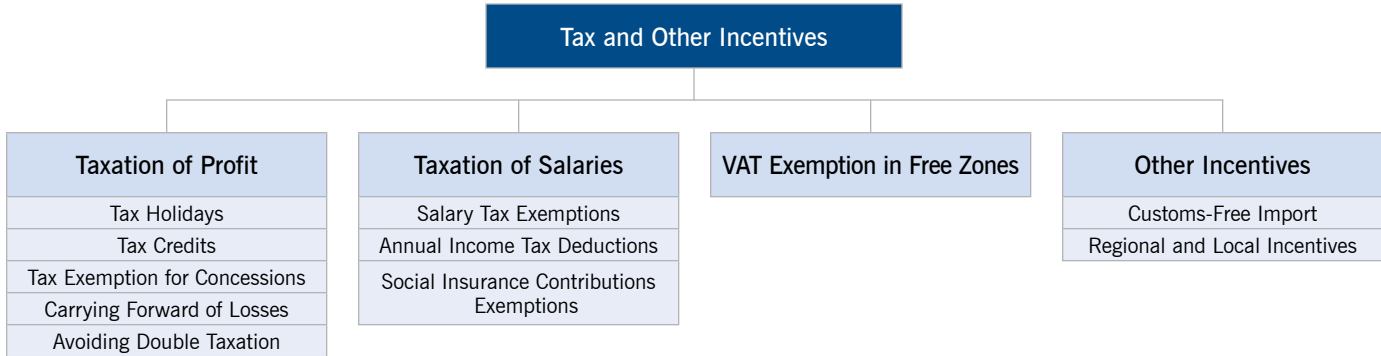 Tax and Other Incentives
Taxation of Profit
Tax Holidays
Tax Credits
Tax Exemption for Concessions
Carrying Forward of Losses
Avoiding Double Taxation
Taxation of Salaries
Salary Tax Exemptions
Annual Income Tax Deductions
Social Insurance Contributions
Exemptions
VAT Exemption in Free Zones
Other Incentives
Customs-Free Import
Regional and Local Incentives